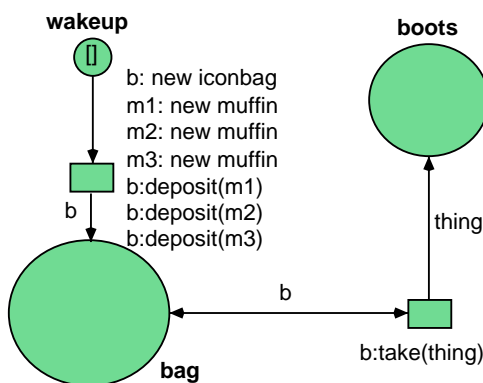 wakeup
[]
b: new iconbag
m1: new muffin
m2: new muffin
m3: new muffin
b:deposit(m1)
b:deposit(m2)
b:deposit(m3)
b
boots
thing
b
b:take(thing)
bag